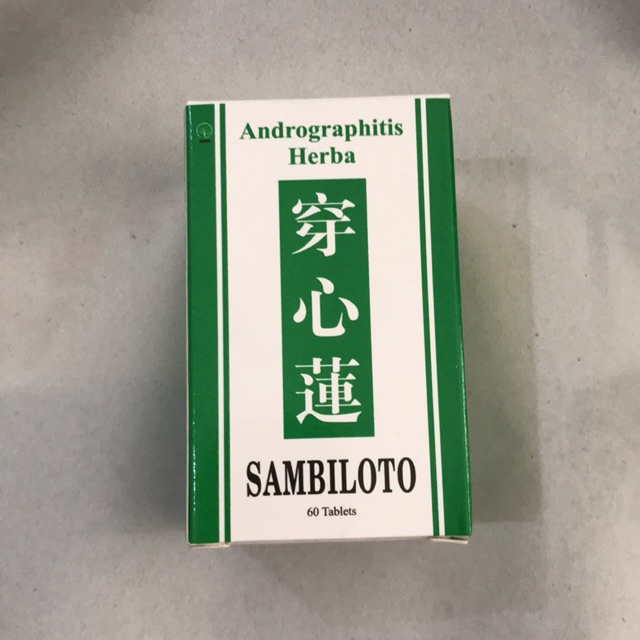 Andrographitis
Herba
穿心蓮
SAMBILOTO
60 Tablets